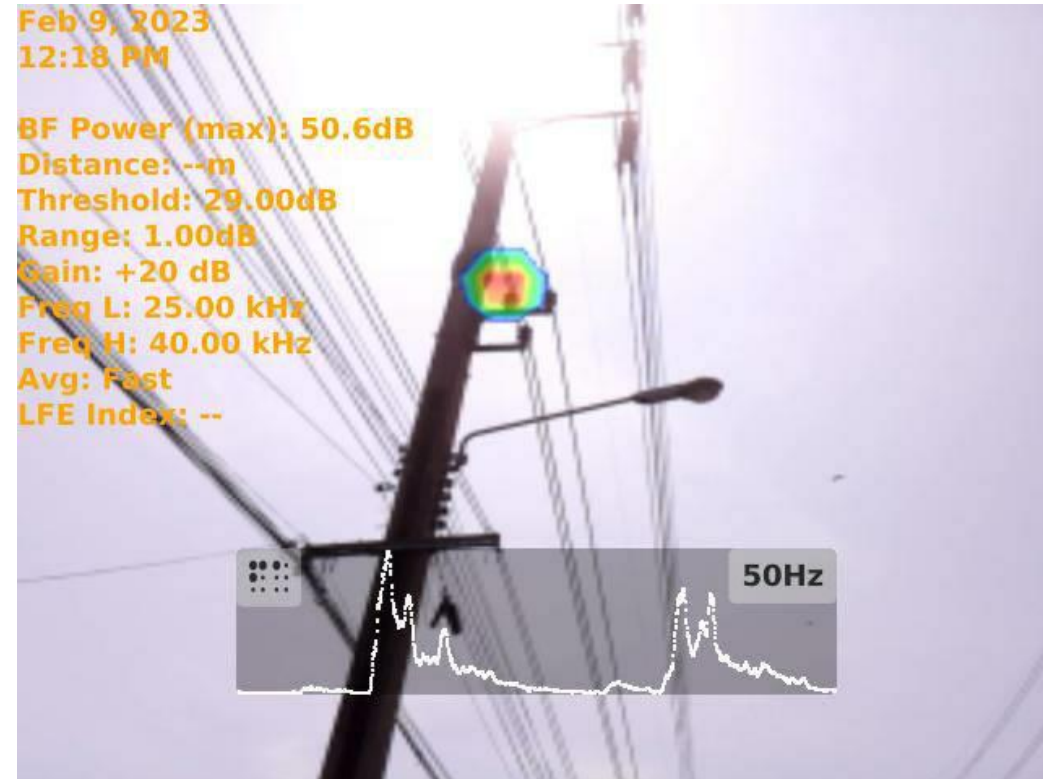 Feb 9, 2023
12:18 PM
BF Power (max): 50.6dB
Distance: --m
Threshold: 29.00dB
Range: 1.00dB
Gain: +20 dB
Freq L: 25.00 kHz
Freq H: 40.00 kHz
Avg: Fast
LFE Index: --
50Hz